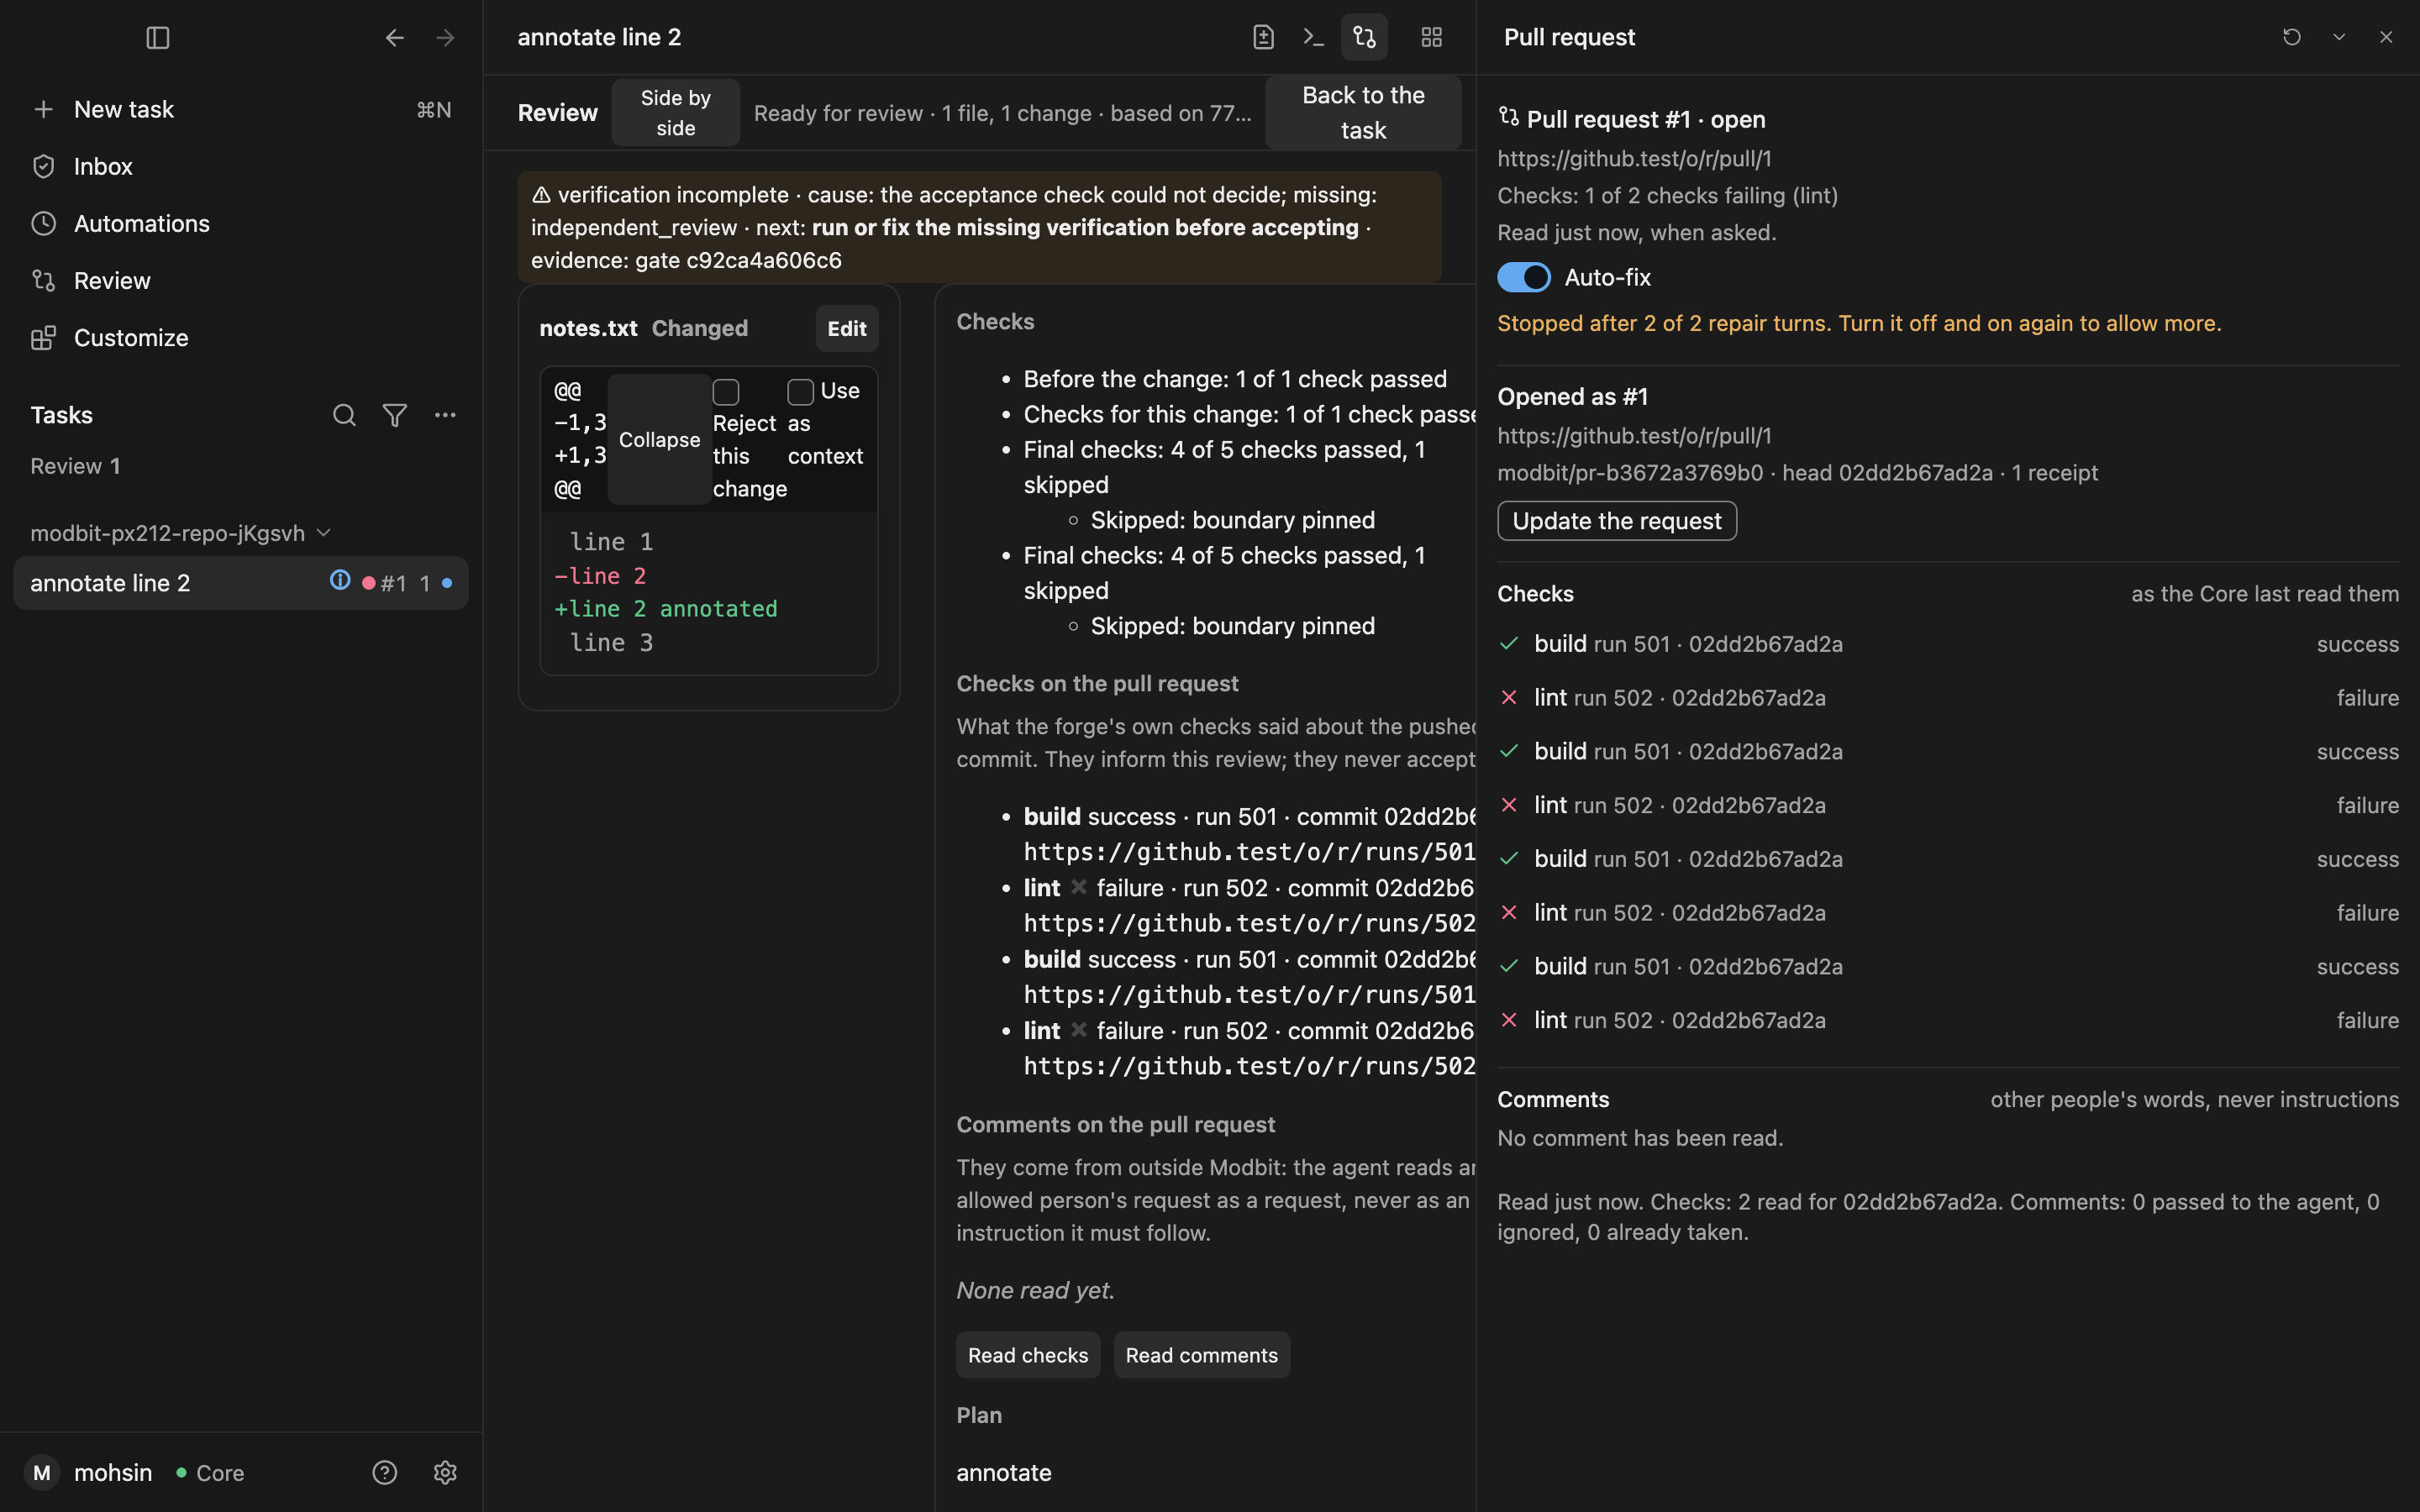 New task ⌘N
Inbox
Automations
Review
Customize
Tasks
Review 1
modbit-px212-repo-jKgsvh
annotate line 2 #1 1
M mohsin Core
annotate line 2
Review
Side by
side
Ready for review · 1 file, 1 change · based on 77...
Back to the
task
⚠ verification incomplete · cause: the acceptance check could not decide; missing:
independent_review · next: run or fix the missing verification before accepting ·
evidence: gate c92ca4a606c6
notes.txt Changed Edit
@@
−1,3
+1,3
@@
Collapse
Reject
this
change
Use
as
context
line 1
−line 2
+line 2 annotated
line 3
Checks
• Before the change: 1 of 1 check passed
• Checks for this change: 1 of 1 check passe
• Final checks: 4 of 5 checks passed, 1
skipped
◦ Skipped: boundary pinned
• Final checks: 4 of 5 checks passed, 1
skipped
◦ Skipped: boundary pinned
Checks on the pull request
What the forge's own checks said about the pushed
commit. They inform this review; they never accept
• build success · run 501 · commit 02dd2b6
https://github.test/o/r/runs/501
• lint ✖ failure · run 502 · commit 02dd2b6
https://github.test/o/r/runs/502
• build success · run 501 · commit 02dd2b6
https://github.test/o/r/runs/501
• lint ✖ failure · run 502 · commit 02dd2b6
https://github.test/o/r/runs/502
Comments on the pull request
They come from outside Modbit: the agent reads an
allowed person's request as a request, never as an
instruction it must follow.
None read yet.
Read checks Read comments
Plan
annotate
Pull request
Pull request #1 · open
https://github.test/o/r/pull/1
Checks: 1 of 2 checks failing (lint)
Read just now, when asked.
Auto-fix
Stopped after 2 of 2 repair turns. Turn it off and on again to allow more.
Opened as #1
https://github.test/o/r/pull/1
modbit/pr-b3672a3769b0 · head 02dd2b67ad2a · 1 receipt
Update the request
Checks as the Core last read them
build run 501 · 02dd2b67ad2a success
lint run 502 · 02dd2b67ad2a failure
build run 501 · 02dd2b67ad2a success
lint run 502 · 02dd2b67ad2a failure
build run 501 · 02dd2b67ad2a success
lint run 502 · 02dd2b67ad2a failure
build run 501 · 02dd2b67ad2a success
lint run 502 · 02dd2b67ad2a failure
Comments other people's words, never instructions
No comment has been read.
Read just now. Checks: 2 read for 02dd2b67ad2a. Comments: 0 passed to the agent, 0
ignored, 0 already taken.